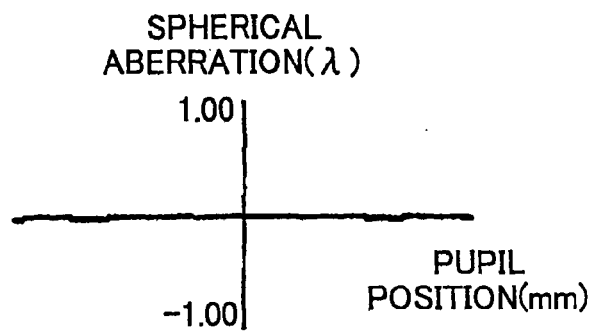 SPHERICAL
ABERRATION(λ)
1.00
PUPIL
POSITION(mm)
-1.00